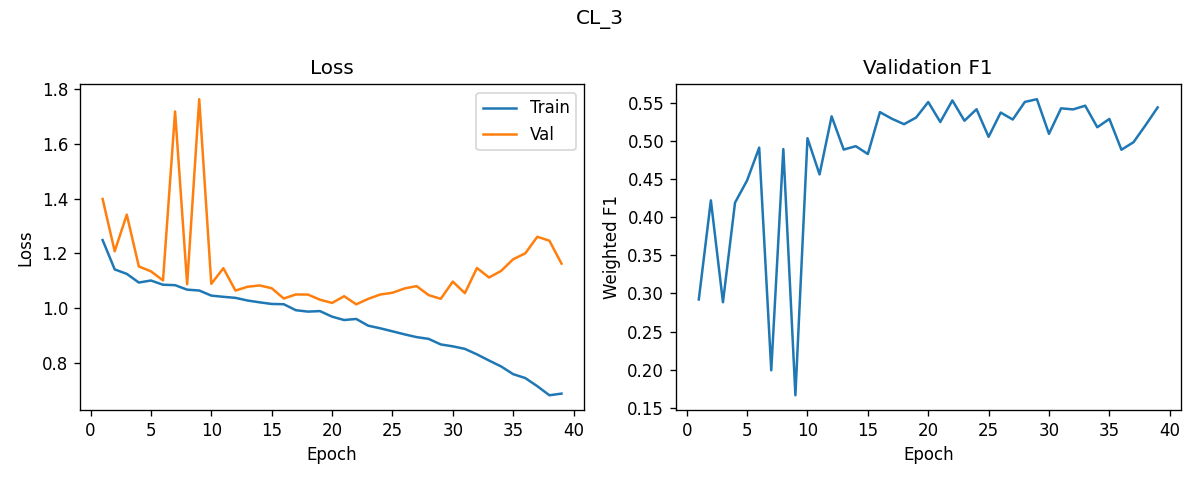 CL_3
Loss
1.8
1.6
1.4
1.2
1.0
0.8
Loss
Train
Val
0 5 10 15 20 25 30 35 40
Epoch
Validation F1
0.55
0.50
0.45
0.40
0.35
0.30
0.25
0.20
0.15
Weighted F1
0 5 10 15 20 25 30 35 40
Epoch